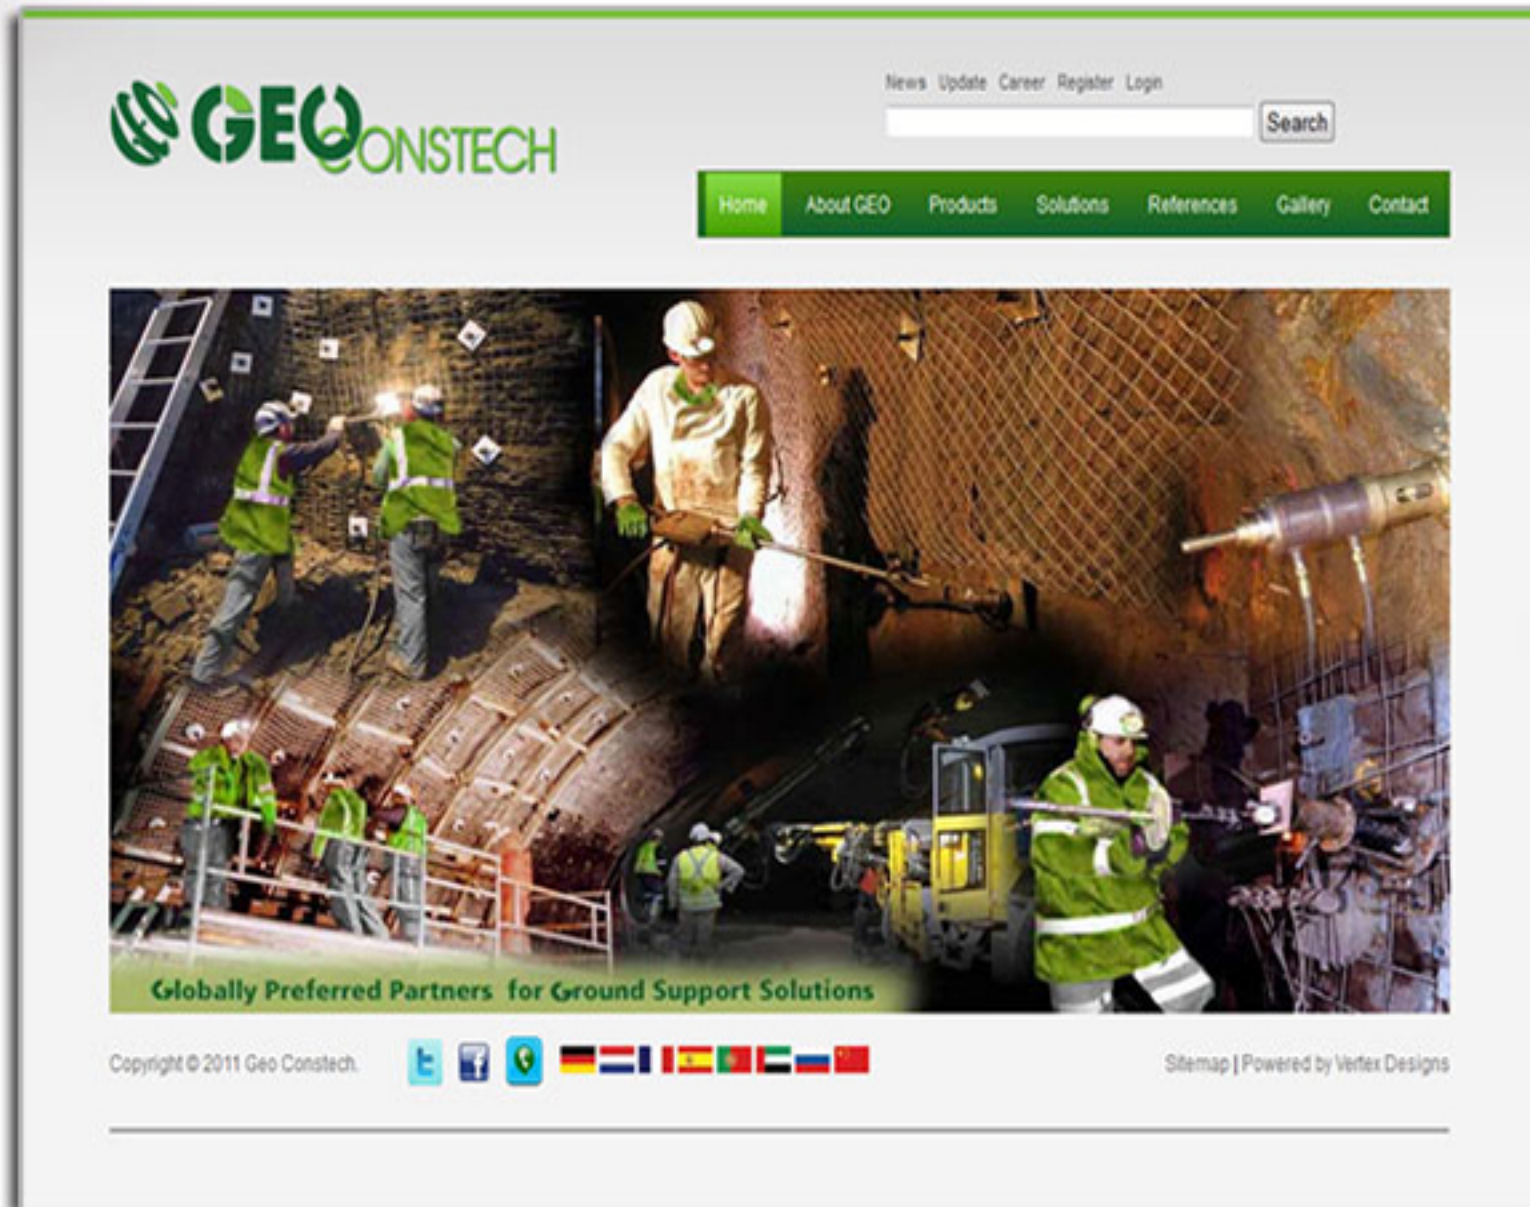 GEO CONSTECH
News Update Career Register Login
Search
Home About GEO Products Solutions References Gallery Contact
Globally Preferred Partners for Ground Support Solutions
Copyright © 2011 Geo Constech.
Sitemap | Powered by Vertex Designs